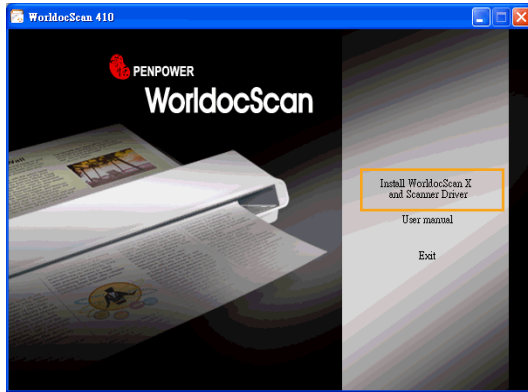 WorldocScan 410
PENPOWER
WorldocScan
Install WorldocScan X
and Scanner Driver
User manual
Exit